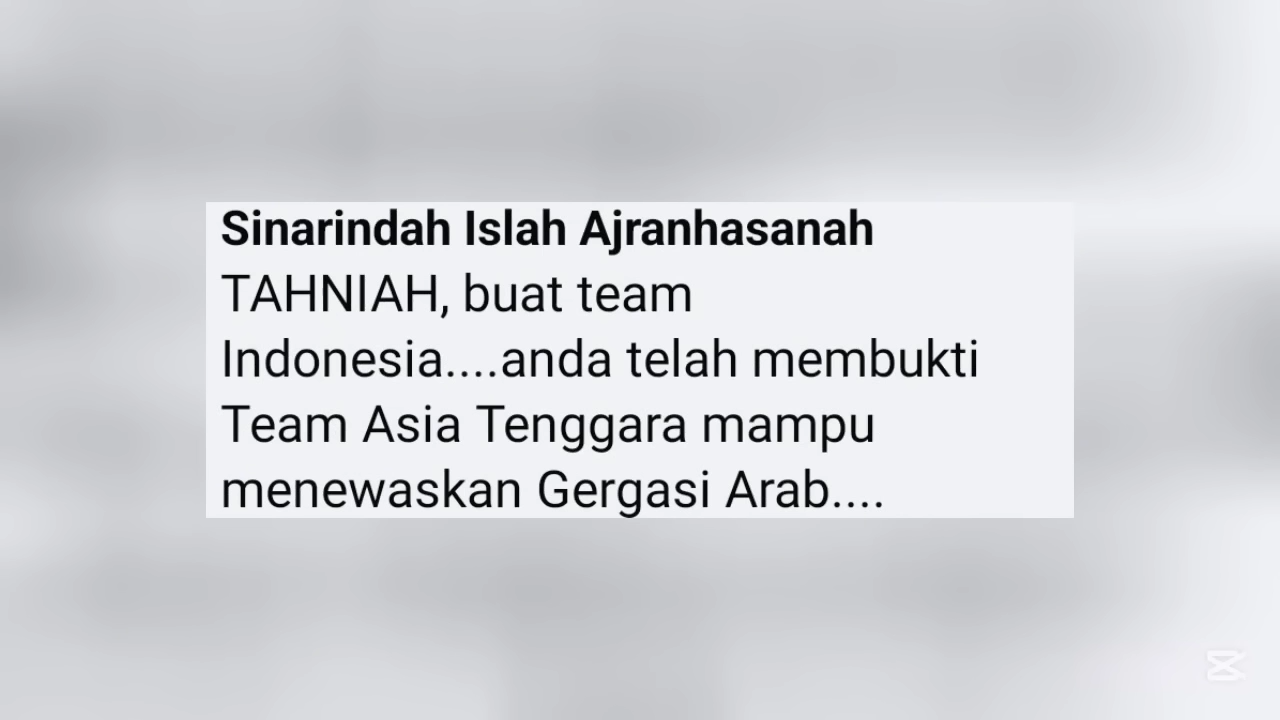 Sinarindah Islah Ajranhasanah
TAHNIAH, buat team
Indonesia....anda telah membukti
Team Asia Tenggara mampu
menewaskan Gergasi Arab....